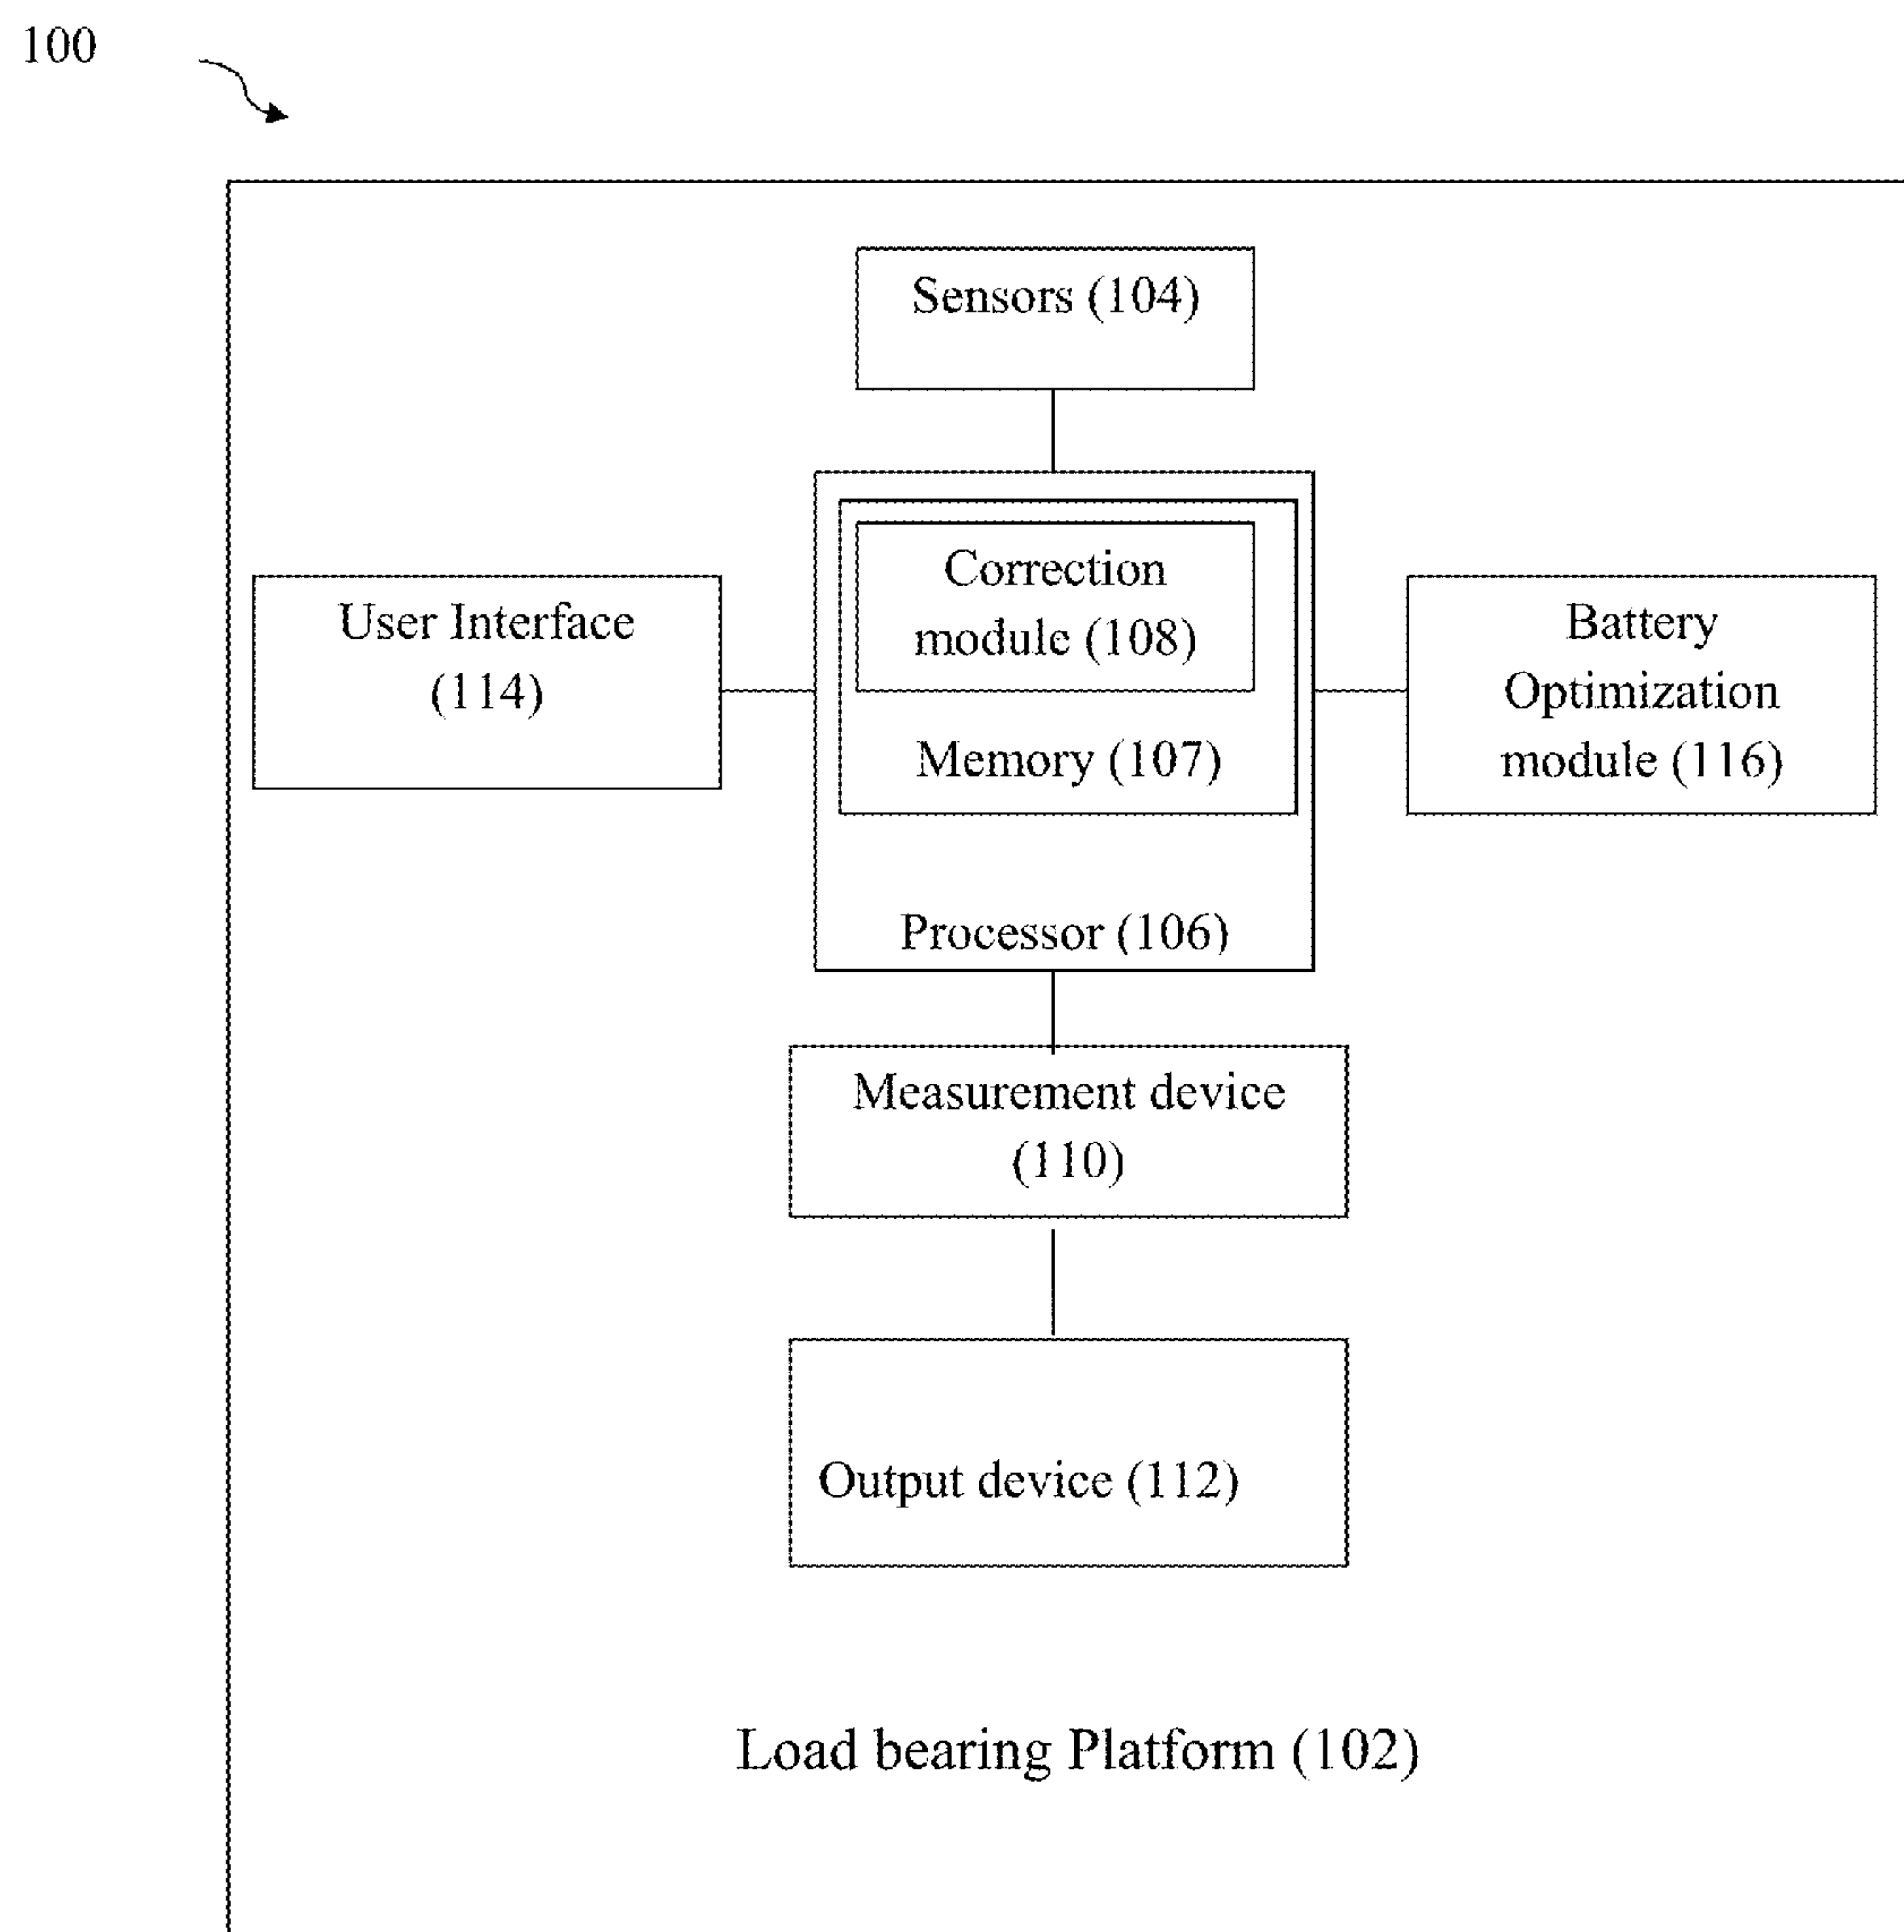 100
Sensors (104)
Correction
module (108)
Memory (107)
Processor (106)
User Interface
(114)
Battery
Optimization
module (116)
Measurement device
(110)
Output device (112)
Load bearing Platform (102)